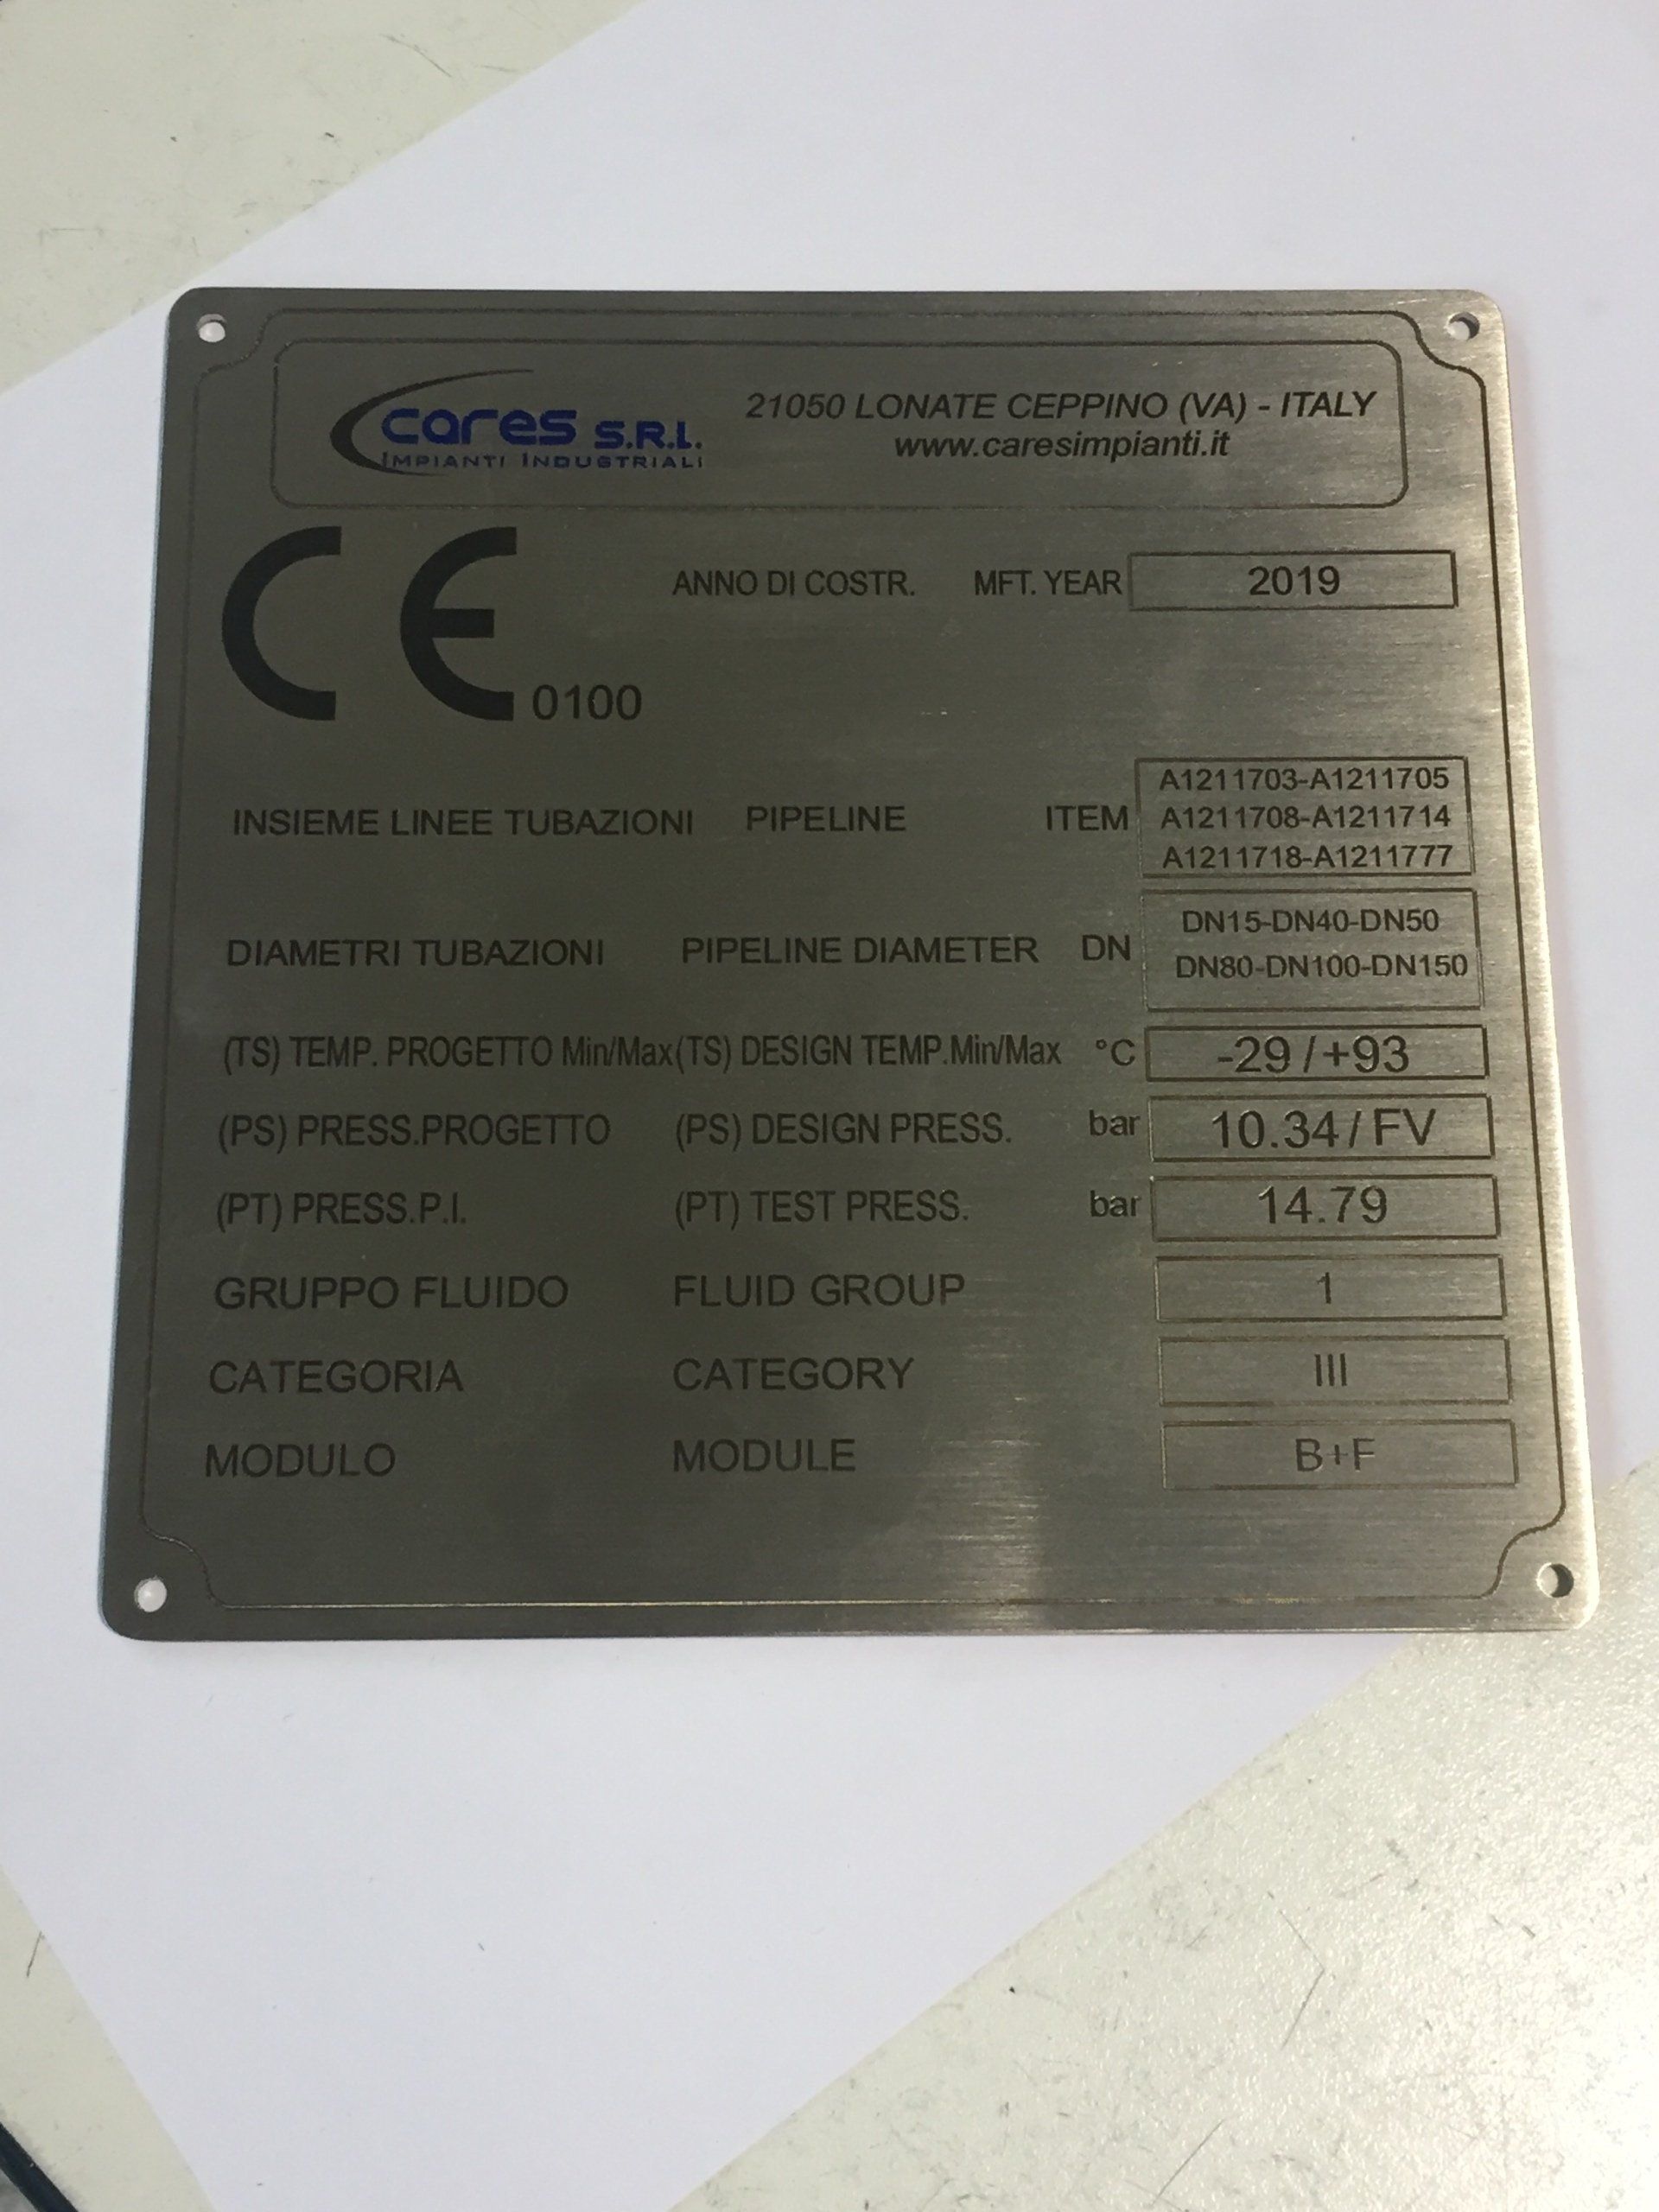 cares S.R.L.
IMPIANTI INDUSTRIALI
21050 LONATE CEPPINO (VA) - ITALY
www.caresimpianti.it
CE 0100
ANNO DI COSTR. MFT. YEAR 2019
INSIEME LINEE TUBAZIONI PIPELINE ITEM
A1211703-A1211705
A1211708-A1211714
A1211718-A1211777
DIAMETRI TUBAZIONI PIPELINE DIAMETER DN
DN15-DN40-DN50
DN80-DN100-DN150
(TS) TEMP. PROGETTO Min/Max (TS) DESIGN TEMP.Min/Max °C -29/+93
(PS) PRESS.PROGETTO (PS) DESIGN PRESS. bar 10.34/FV
(PT) PRESS.P.I. (PT) TEST PRESS. bar 14.79
GRUPPO FLUIDO FLUID GROUP 1
CATEGORIA CATEGORY III
MODULO MODULE B+F